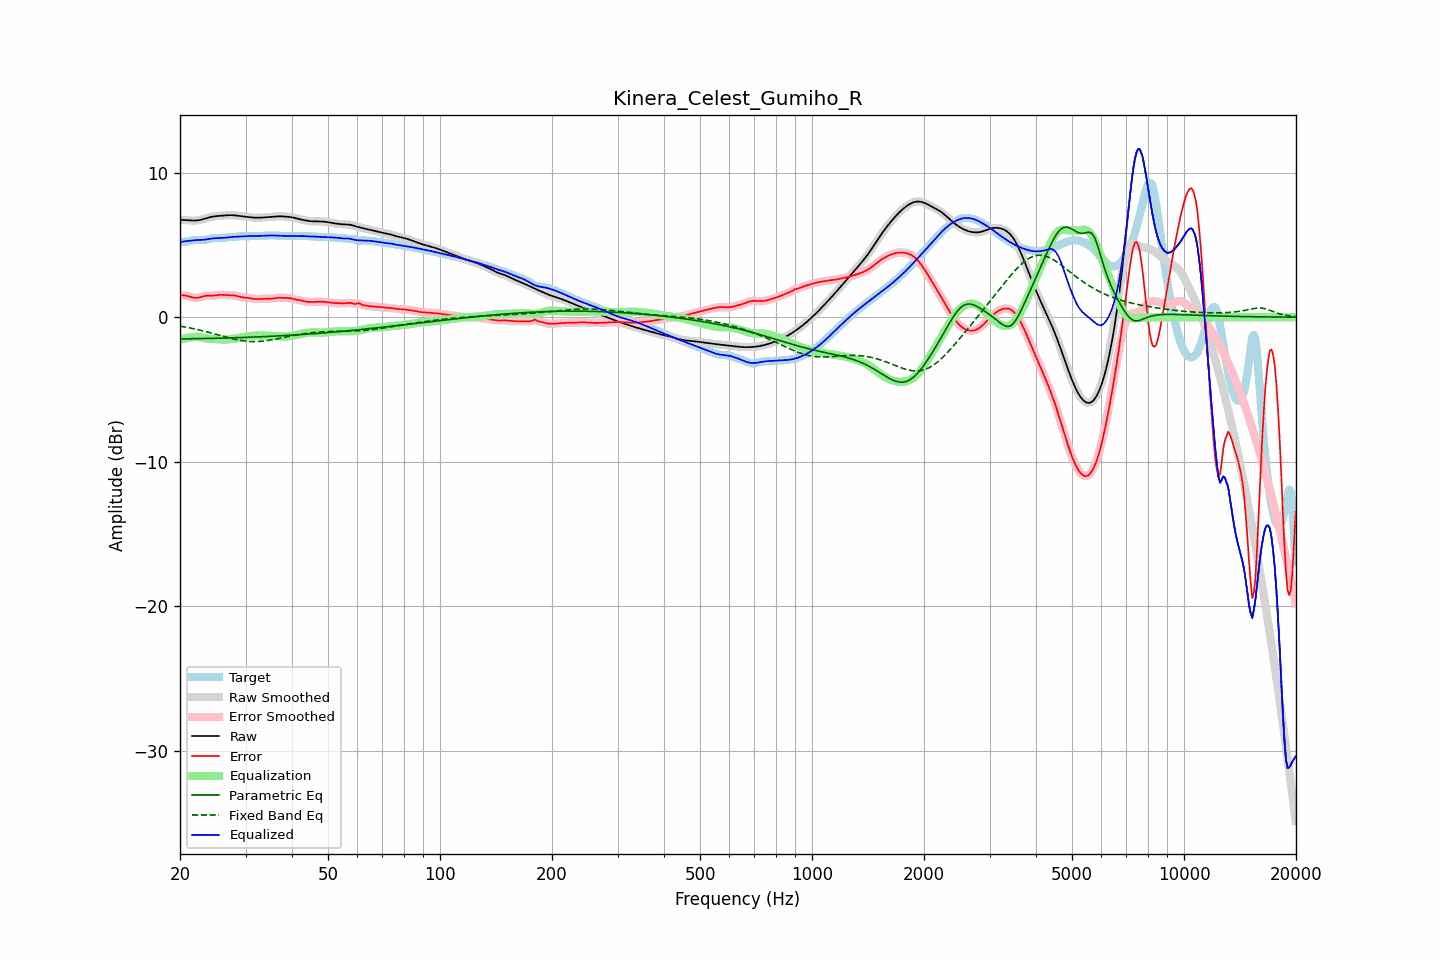 Kinera_Celest_Gumiho_R
10
0
−10
−20
−30
Amplitude (dBr)
Target
Raw Smoothed
Error Smoothed
Raw
Error
Equalization
Parametric Eq
Fixed Band Eq
Equalized
20 50 100 200 500 1000 2000 5000 10000 20000
Frequency (Hz)